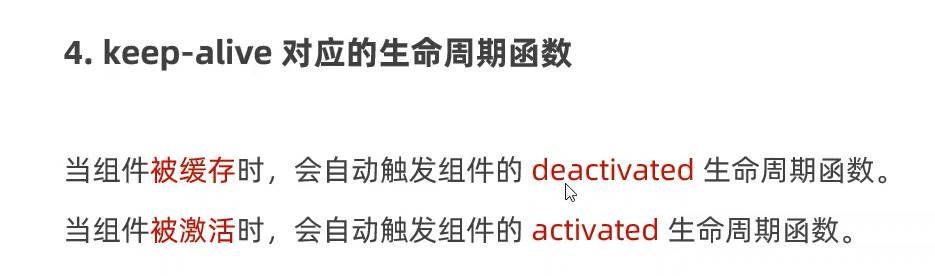 4. keep-alive 对应的生命周期函数
当组件被缓存时，会自动触发组件的 deactivated 生命周期函数。
当组件被激活时，会自动触发组件的 activated 生命周期函数。